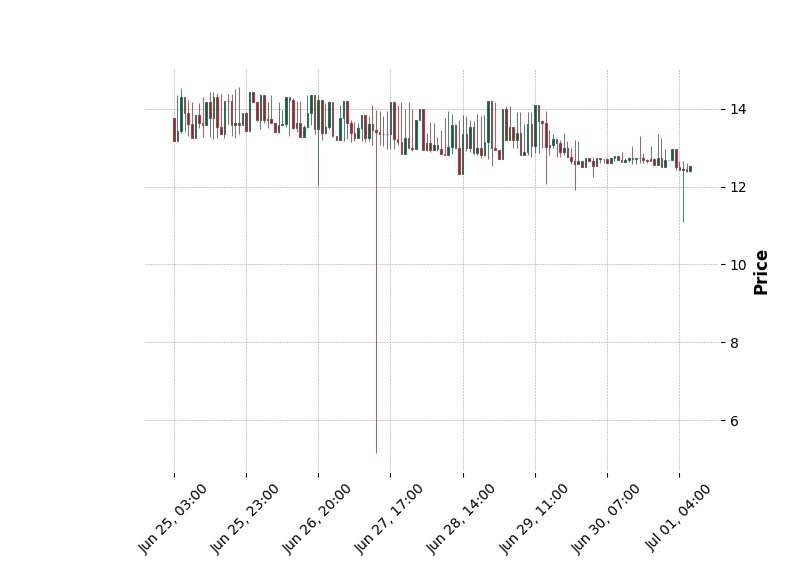 14
12
10
8
6
Price
Jun 25, 03:00
Jun 25, 23:00
Jun 26, 20:00
Jun 27, 17:00
Jun 28, 14:00
Jun 29, 11:00
Jun 30, 07:00
Jul 01, 04:00